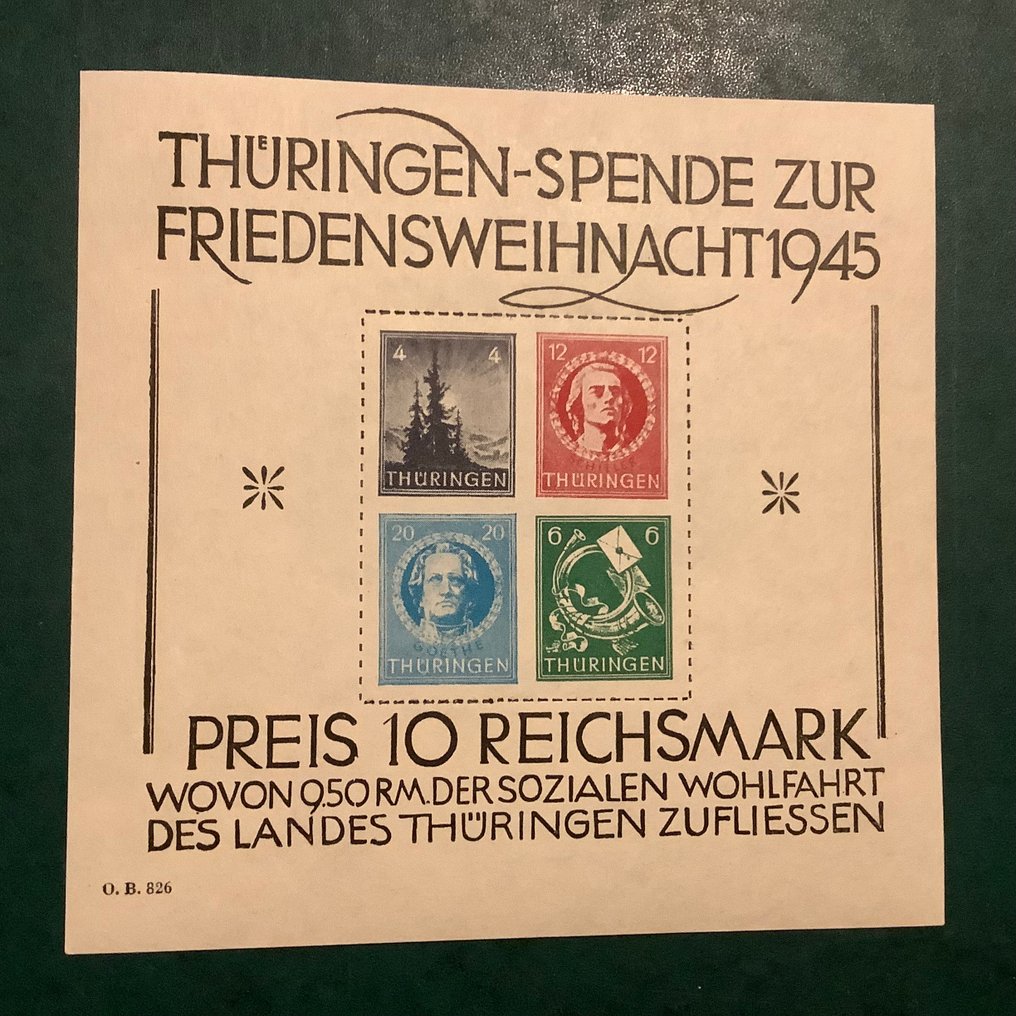 THÜRINGEN-SPENDE ZUR
FRIEDENSWEIHNACHT 1945
4 4
THÜRINGEN
12 12
SCHILLER
THÜRINGEN
20 20
GOETHE
THÜRINGEN
6 6
THÜRINGEN
PREIS 10 REICHSMARK
WOVON 9.50 RM. DER SOZIALEN WOHLFAHRT
DES LANDES THÜRINGEN ZUFLIESSEN
O. B. 826